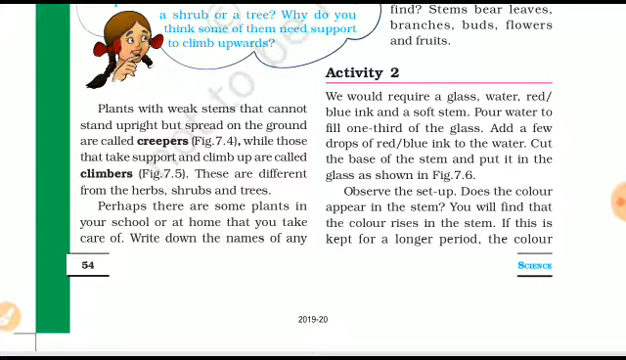 a shrub or a tree? Why do you
think some of them need support
to climb upwards?
Plants with weak stems that cannot
stand upright but spread on the ground
are called creepers (Fig.7.4), while those
that take support and climb up are called
climbers (Fig.7.5). These are different
from the herbs, shrubs and trees.
Perhaps there are some plants in
your school or at home that you take
care of. Write down the names of any
find? Stems bear leaves,
branches, buds, flowers
and fruits.
Activity 2
We would require a glass, water, red/
blue ink and a soft stem. Pour water to
fill one-third of the glass. Add a few
drops of red/blue ink to the water. Cut
the base of the stem and put it in the
glass as shown in Fig.7.6.
Observe the set-up. Does the colour
appear in the stem? You will find that
the colour rises in the stem. If this is
kept for a longer period, the colour
54
SCIENCE
2019-20
not to be